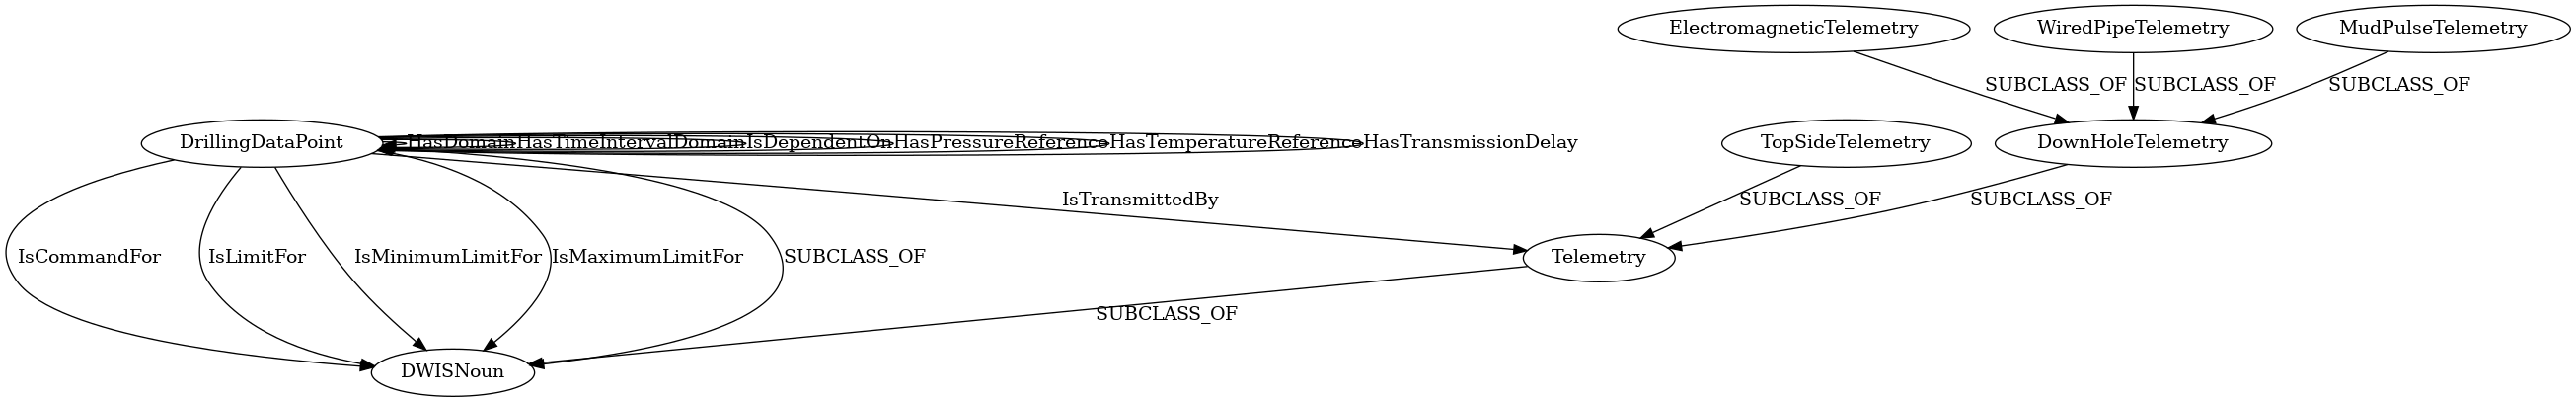 ElectromagneticTelemetry
WiredPipeTelemetry
MudPulseTelemetry
SUBCLASS_OF
SUBCLASS_OF
SUBCLASS_OF
DrillingDataPoint
HasDomain
HasTimeIntervalDomain
IsDependentOn
HasPressureReference
HasTemperatureReference
HasTransmissionDelay
TopSideTelemetry
DownHoleTelemetry
IsTransmittedBy
SUBCLASS_OF
SUBCLASS_OF
IsCommandFor
IsLimitFor
IsMinimumLimitFor
IsMaximumLimitFor
SUBCLASS_OF
Telemetry
SUBCLASS_OF
DWISNoun